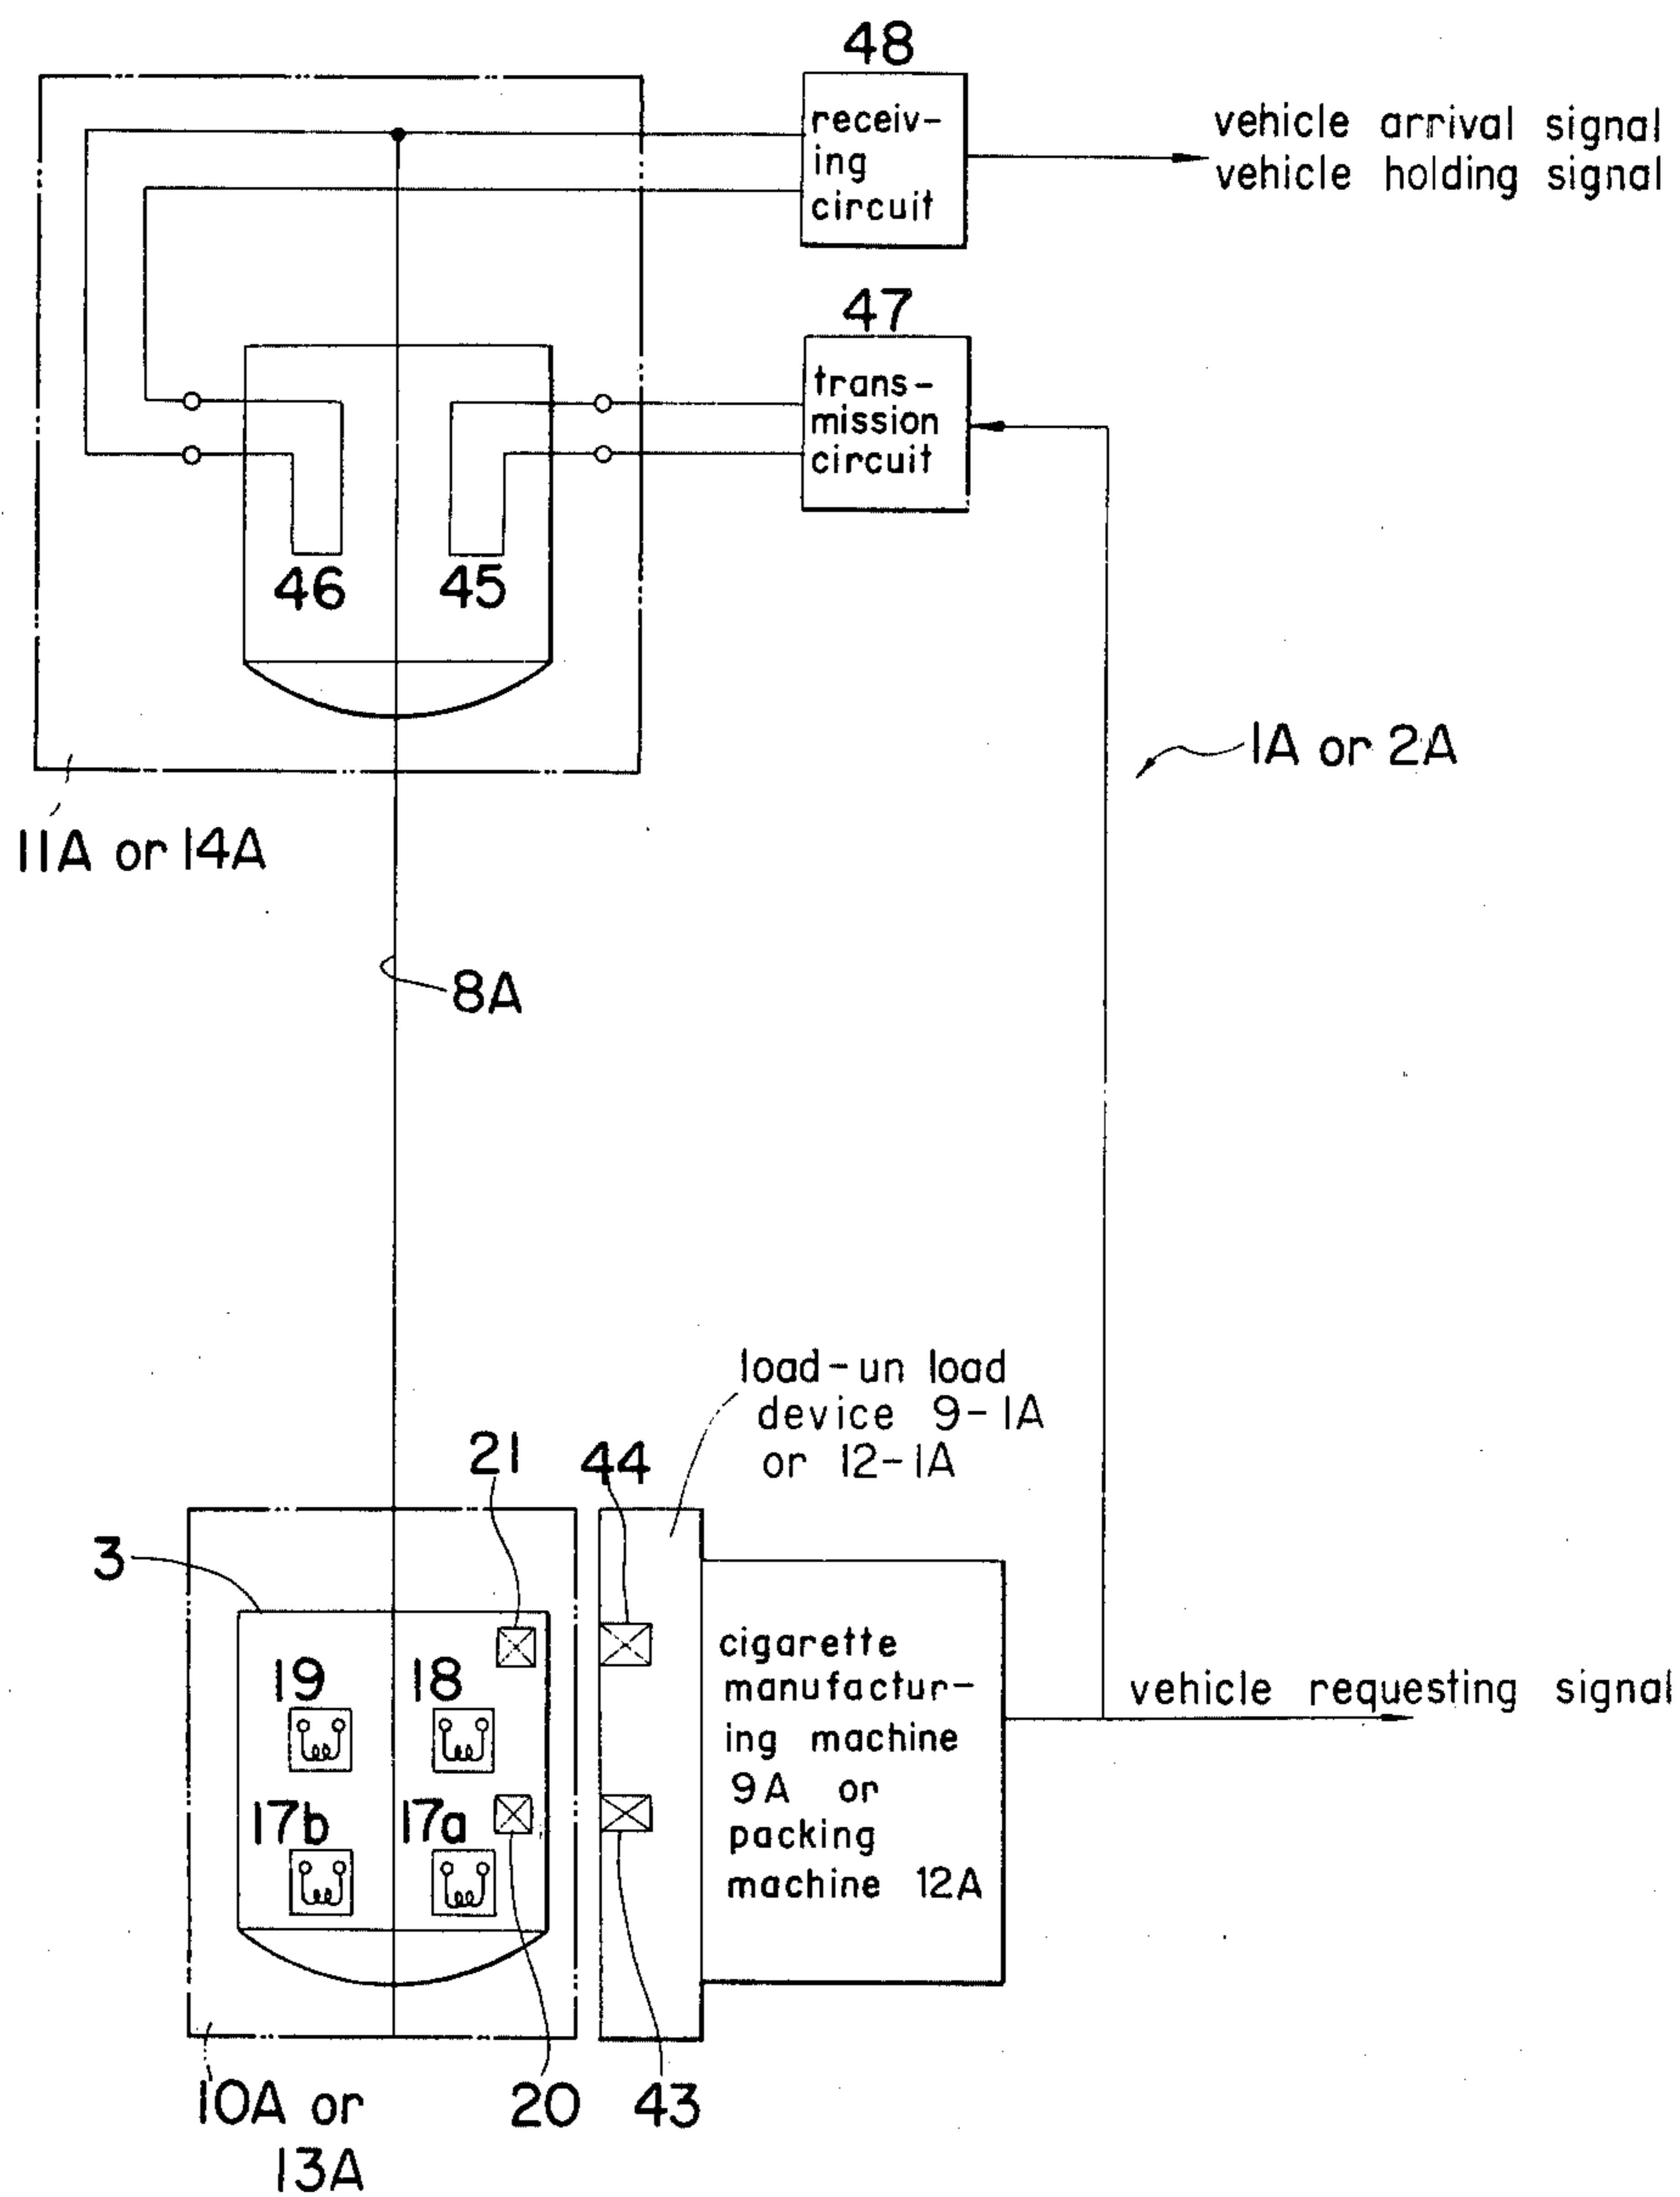 48
receiv-
ing
circuit
vehicle arrival signal
vehicle holding signal
47
trans-
mission
circuit
46
45
1A or 2A
11A or 14A
8A
load-un load
device 9-1A
or 12-1A
21
44
3
19
18
17b
17a
cigarette
manufactur-
ing machine
9A or
packing
machine 12A
vehicle requesting signal
10A or
13A
20
43